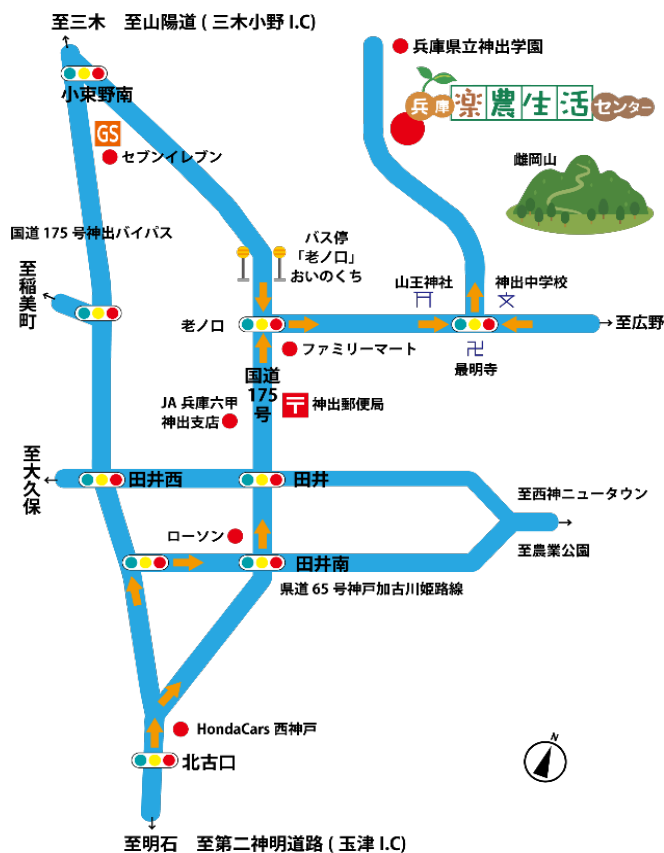 至三木　至山陽道 ( 三木小野 I.C)
兵庫県立神出学園
小束野南
兵庫楽農生活センター
GS
セブンイレブン
雌岡山
国道 175 号神出バイパス
バス停
「老ノ口」
おいのくち
至稲美町
山王神社
神出中学校
文
老ノ口
至広野
ファミリーマート
卍
最明寺
国道
175
号
JA 兵庫六甲
神出支店
〒
神出郵便局
至大久保
田井西
田井
至西神ニュータウン
ローソン
至農業公園
田井南
県道 65 号神戸加古川姫路線
HondaCars 西神戸
N
北古口
至明石　至第二神明道路 ( 玉津 I.C)